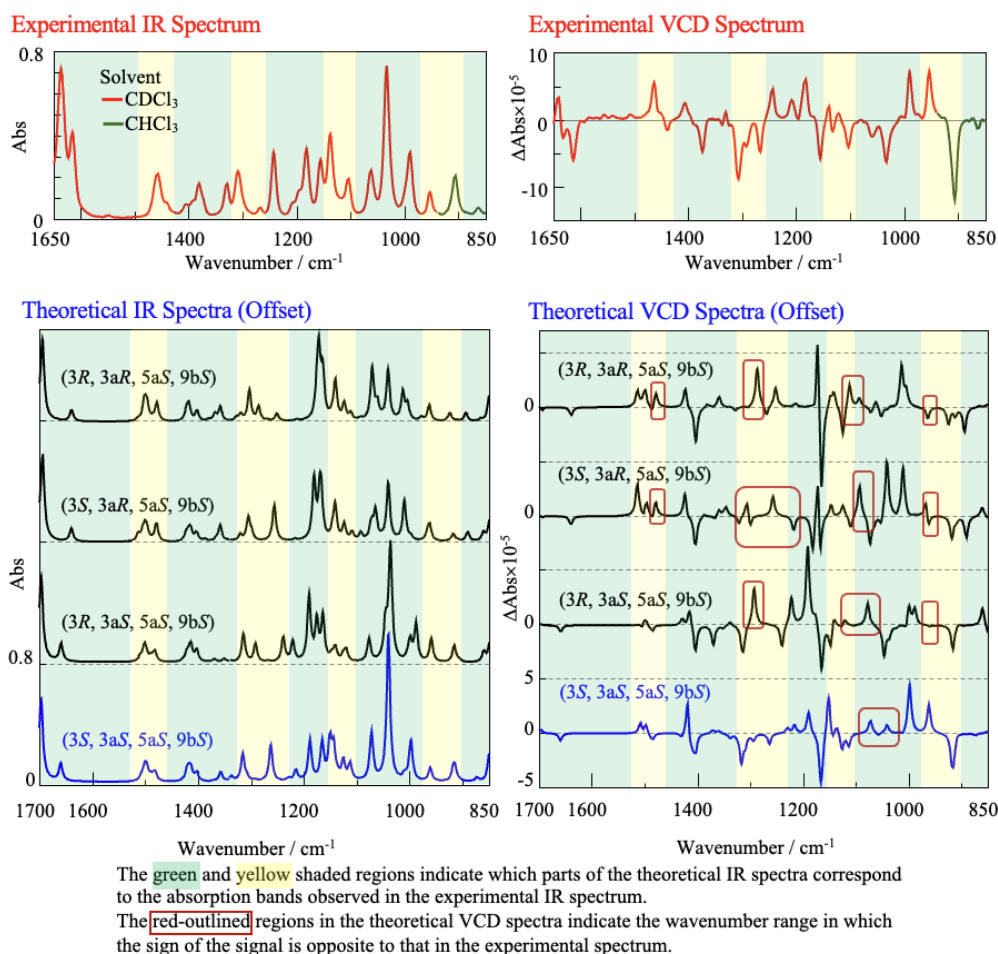 Experimental IR Spectrum
Experimental VCD Spectrum
0.8
Abs
0
Solvent
CDCl3
CHCl3
1650
1400
1200
1000
850
Wavenumber / cm-1
10
0
-10
ΔAbs×10-5
1650
1400
1200
1000
850
Wavenumber / cm-1
Theoretical IR Spectra (Offset)
Theoretical VCD Spectra (Offset)
(3R, 3aR, 5aS, 9bS)
(3S, 3aR, 5aS, 9bS)
(3R, 3aS, 5aS, 9bS)
(3S, 3aS, 5aS, 9bS)
Abs
0.8
0
1700
1600
1400
1200
1000
850
Wavenumber / cm-1
(3R, 3aR, 5aS, 9bS)
(3S, 3aR, 5aS, 9bS)
(3R, 3aS, 5aS, 9bS)
(3S, 3aS, 5aS, 9bS)
0
0
0
5
0
-5
ΔAbs×10-5
1700
1600
1400
1200
1000
850
Wavenumber / cm-1
The green and yellow shaded regions indicate which parts of the theoretical IR spectra correspond
to the absorption bands observed in the experimental IR spectrum.
The red-outlined regions in the theoretical VCD spectra indicate the wavenumber range in which
the sign of the signal is opposite to that in the experimental spectrum.